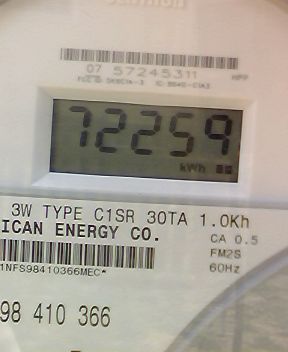 07 57245311
72259
kWh
3W TYPE C1SR 30TA 1.0Kh
ICAN ENERGY CO.
CA 0.5
FM2S
60Hz
1NFS98410366MEC*
98 410 366